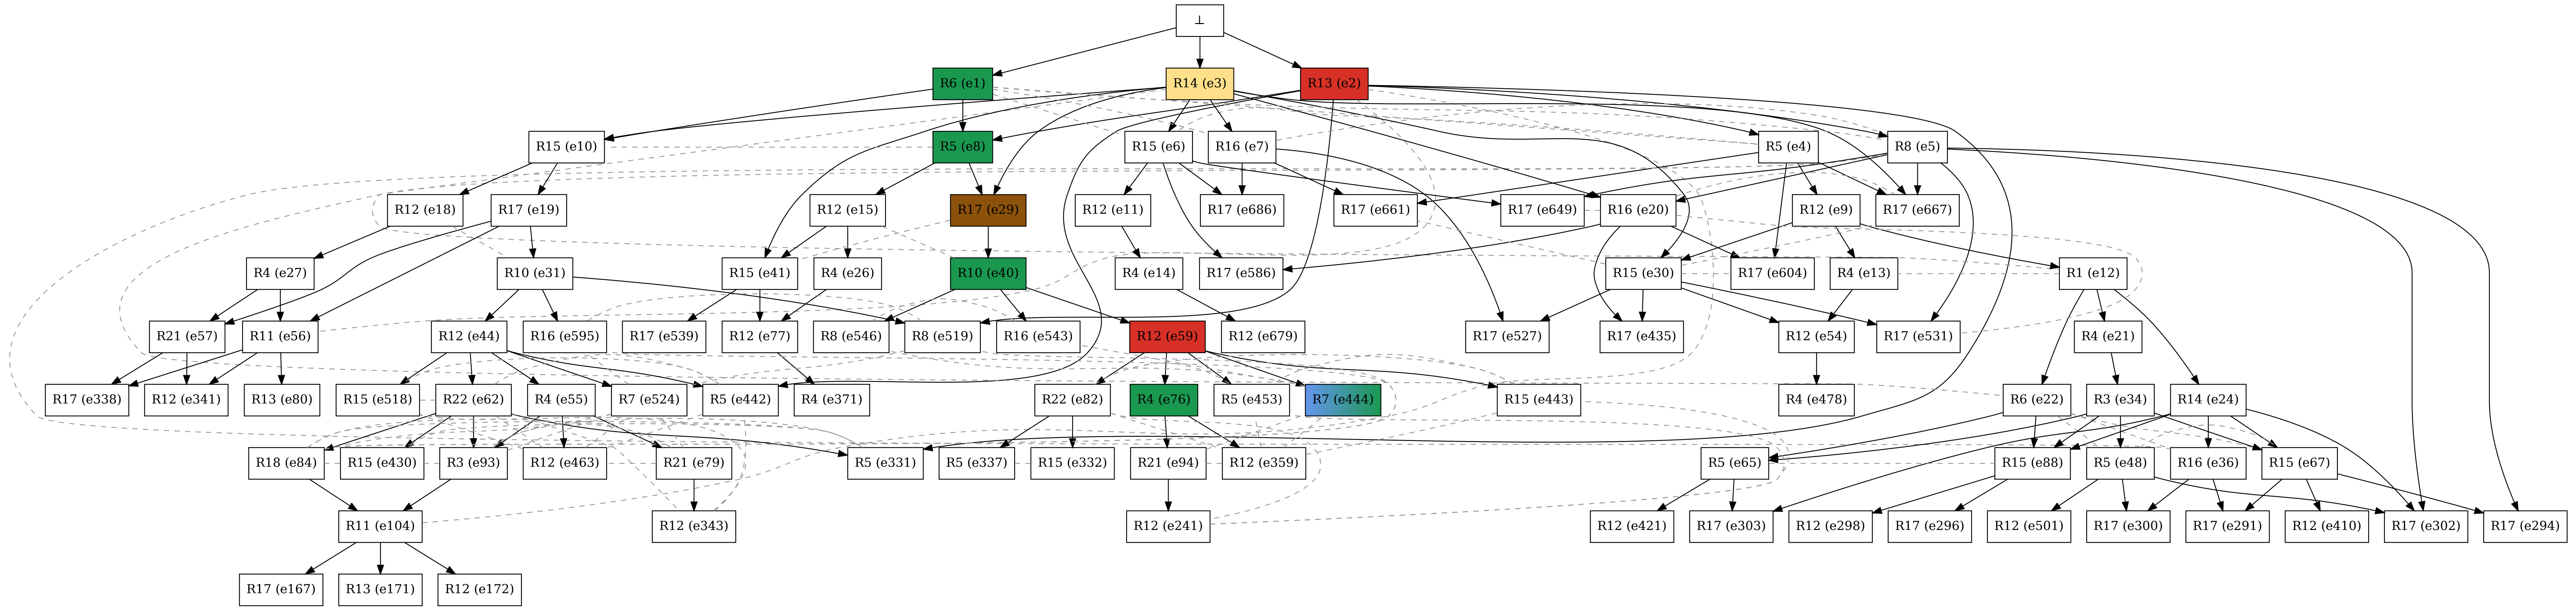 ⊥
R6 (e1)
R14 (e3)
R13 (e2)
R15 (e10)
R5 (e8)
R15 (e6)
R16 (e7)
R5 (e4)
R8 (e5)
R12 (e18)
R17 (e19)
R12 (e15)
R17 (e29)
R12 (e11)
R17 (e686)
R17 (e661)
R17 (e649)
R16 (e20)
R12 (e9)
R17 (e667)
R4 (e27)
R10 (e31)
R15 (e41)
R4 (e26)
R10 (e40)
R4 (e14)
R17 (e586)
R15 (e30)
R17 (e604)
R4 (e13)
R1 (e12)
R21 (e57)
R11 (e56)
R12 (e44)
R16 (e595)
R17 (e539)
R12 (e77)
R8 (e546)
R8 (e519)
R16 (e543)
R12 (e59)
R12 (e679)
R17 (e527)
R17 (e435)
R12 (e54)
R17 (e531)
R4 (e21)
R17 (e338)
R12 (e341)
R13 (e80)
R15 (e518)
R22 (e62)
R4 (e55)
R7 (e524)
R5 (e442)
R4 (e371)
R22 (e82)
R4 (e76)
R5 (e453)
R7 (e444)
R15 (e443)
R4 (e478)
R6 (e22)
R3 (e34)
R14 (e24)
R18 (e84)
R15 (e430)
R3 (e93)
R12 (e463)
R21 (e79)
R5 (e331)
R5 (e337)
R15 (e332)
R21 (e94)
R12 (e359)
R5 (e65)
R15 (e88)
R5 (e48)
R16 (e36)
R15 (e67)
R11 (e104)
R12 (e343)
R12 (e241)
R12 (e421)
R17 (e303)
R12 (e298)
R17 (e296)
R12 (e501)
R17 (e300)
R17 (e291)
R12 (e410)
R17 (e302)
R17 (e294)
R17 (e167)
R13 (e171)
R12 (e172)